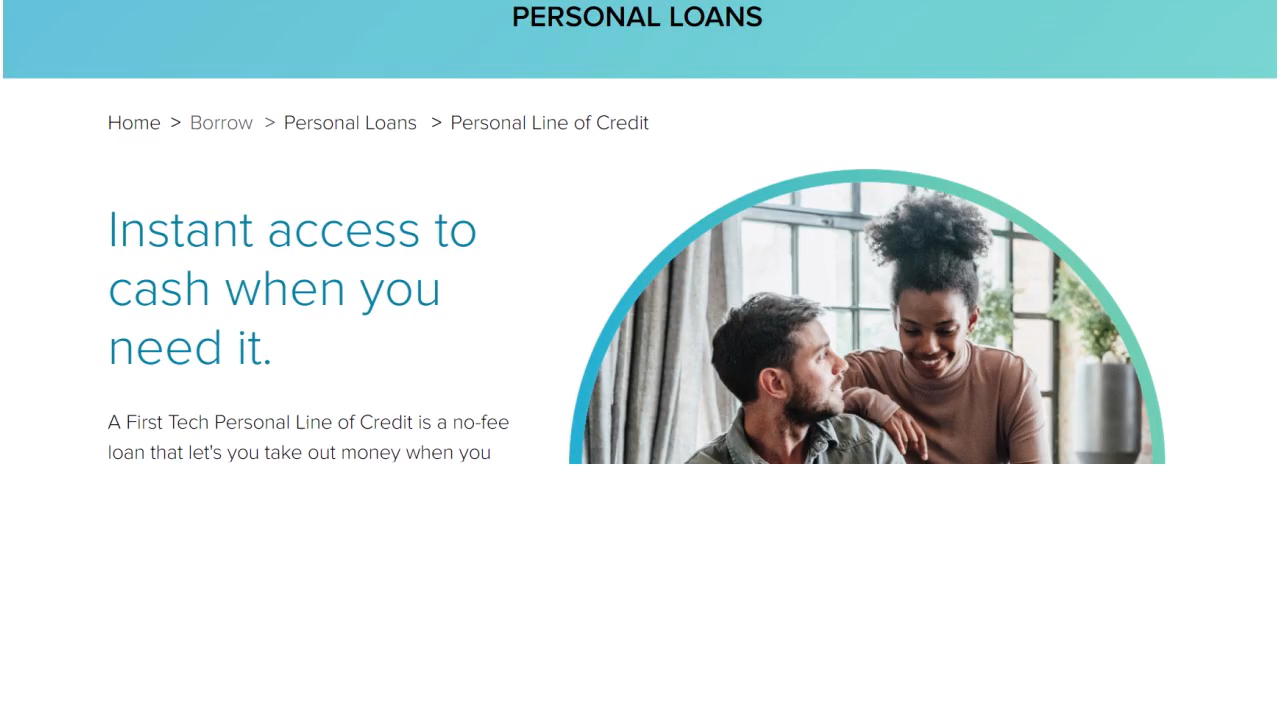 PERSONAL LOANS
Home > Borrow > Personal Loans > Personal Line of Credit
Instant access to
cash when you
need it.
A First Tech Personal Line of Credit is a no-fee
loan that let's you take out money when you